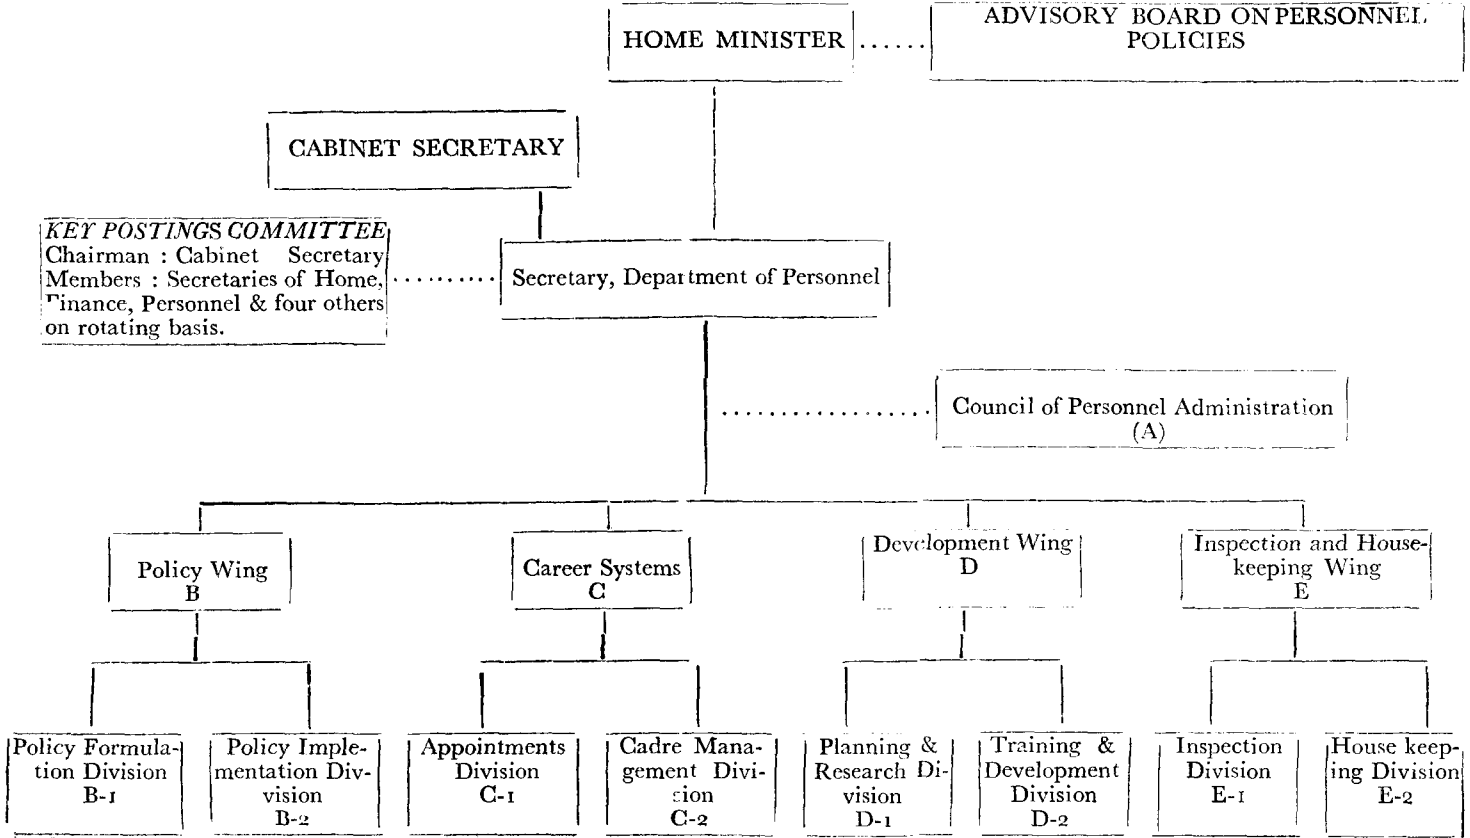 HOME MINISTER
ADVISORY BOARD ON PERSONNEL
POLICIES
CABINET SECRETARY
KEY POSTINGS COMMITTEE
Chairman : Cabinet Secretary
Members : Secretaries of Home,
Finance, Personnel & four others
on rotating basis.
Secretary, Department of Personnel
Council of Personnel Administration
(A)
Policy Wing
B
Career Systems
C
Development Wing
D
Inspection and House-
keeping Wing
E
Policy Formula-
tion Division
B-1
Policy Imple-
mentation Div-
vision
B-2
Appointments
Division
C-1
Cadre Mana-
gement Divi-
sion
C-2
Planning &
Research Di-
vision
D-1
Training &
Development
Division
D-2
Inspection
Division
E-1
House keep-
ing Division
E-2